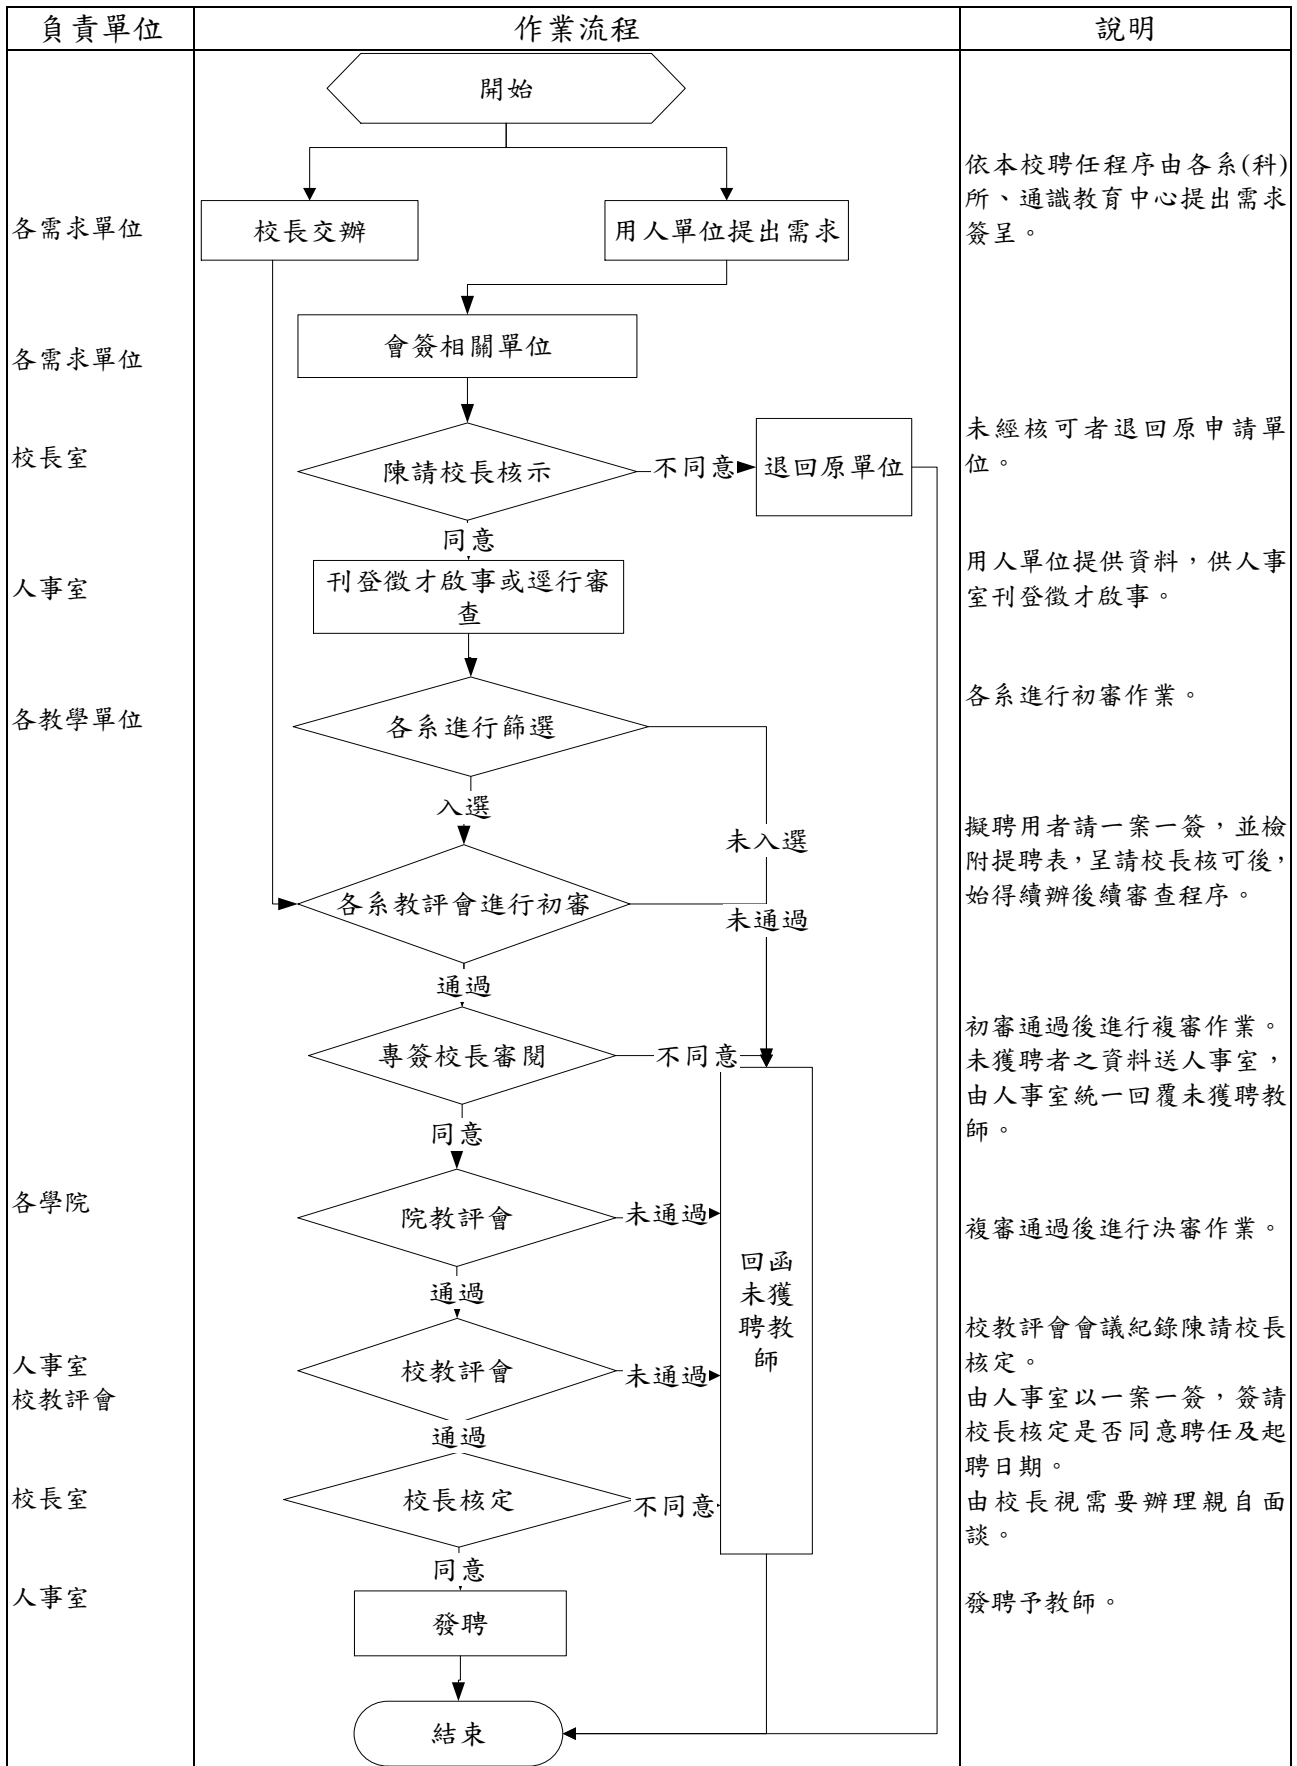 負責單位
作業流程
說明
開始
依本校聘任程序由各系(科)
所、通識教育中心提出需求
簽呈。
各需求單位
校長交辦
用人單位提出需求
各需求單位
會簽相關單位
校長室
陳請校長核示
不同意
退回原單位
未經核可者退回原申請單
位。
同意
人事室
刊登徵才啟事或逕行審
查
用人單位提供資料，供人事
室刊登徵才啟事。
各教學單位
各系進行篩選
各系進行初審作業。
入選
未入選
擬聘用者請一案一簽，並檢
附提聘表，呈請校長核可後，
始得續辦後續審查程序。
各系教評會進行初審
未通過
通過
專簽校長審閱
不同意
初審通過後進行複審作業。
未獲聘者之資料送人事室，
由人事室統一回覆未獲聘教
師。
同意
各學院
院教評會
未通過
複審通過後進行決審作業。
回函
未獲
聘教
師
通過
人事室
校教評會
校教評會
未通過
校教評會會議紀錄陳請校長
核定。
由人事室以一案一簽，簽請
校長核定是否同意聘任及起
聘日期。
通過
校長室
校長核定
不同意
由校長視需要辦理親自面
談。
同意
人事室
發聘
發聘予教師。
結束